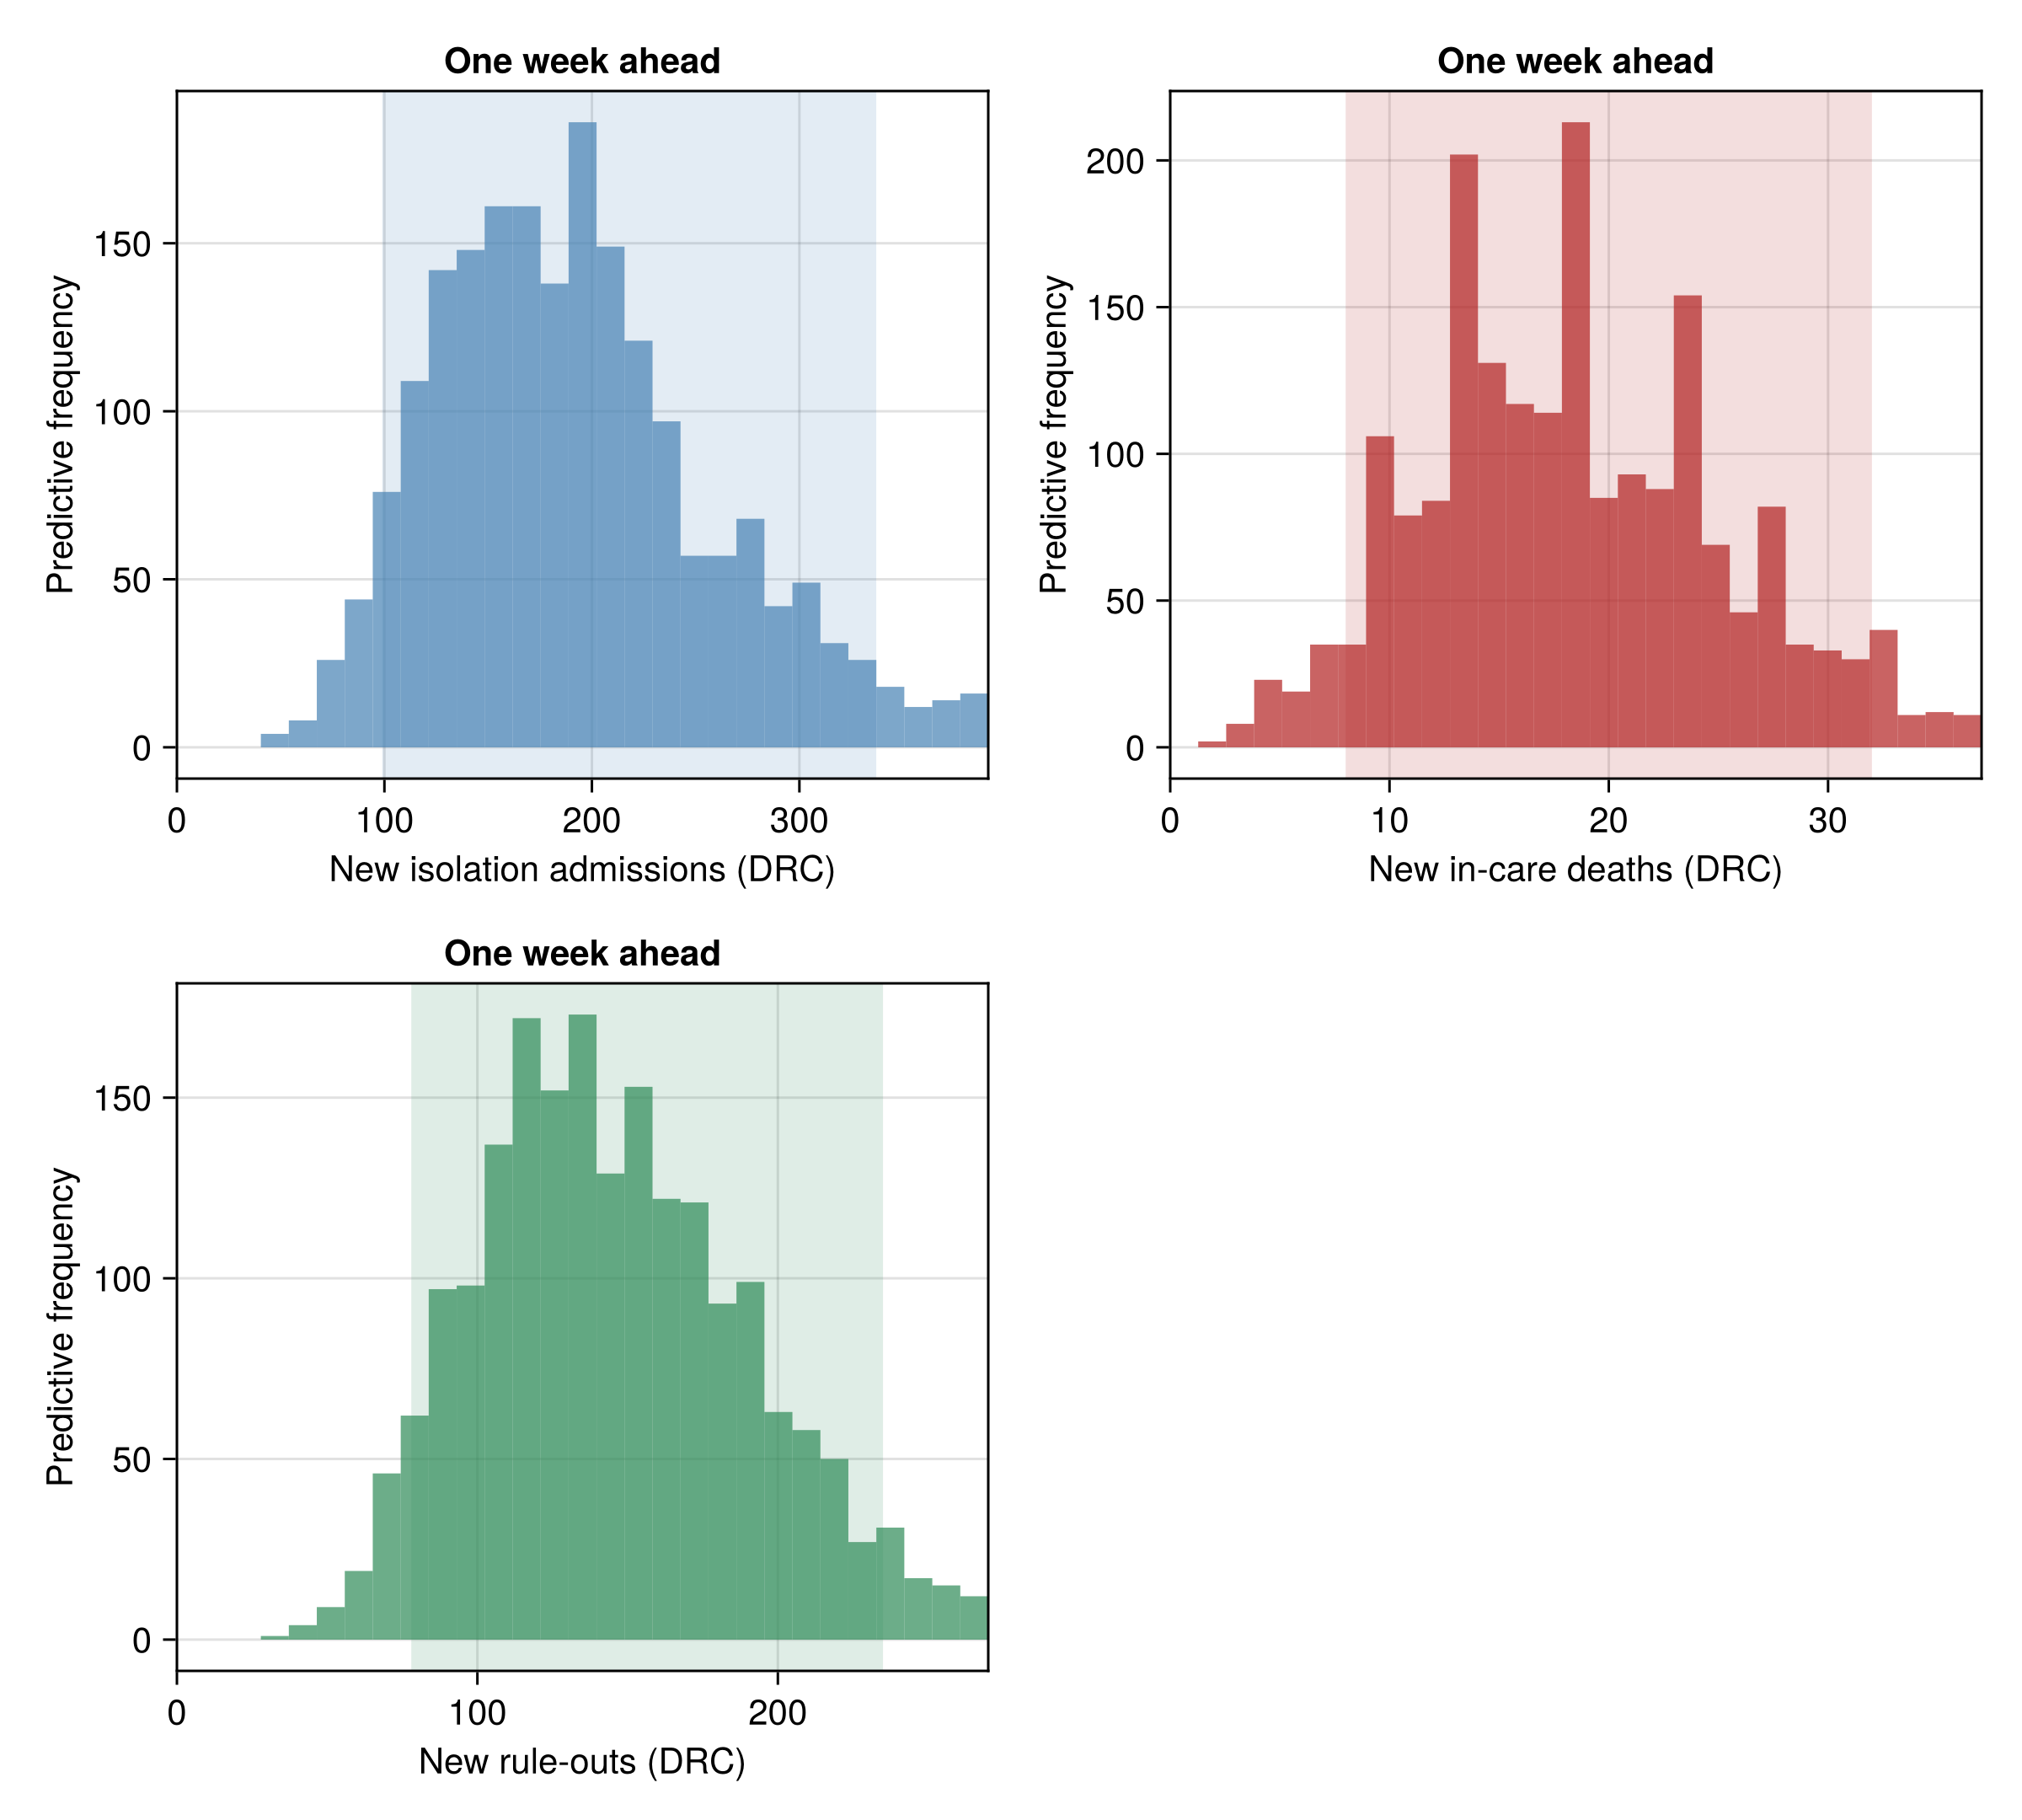 One week ahead
Predictive frequency
150
100
50
0
0 100 200 300
New isolation admissions (DRC)
One week ahead
Predictive frequency
200
150
100
50
0
0 10 20 30
New in-care deaths (DRC)
One week ahead
Predictive frequency
150
100
50
0
0 100 200
New rule-outs (DRC)